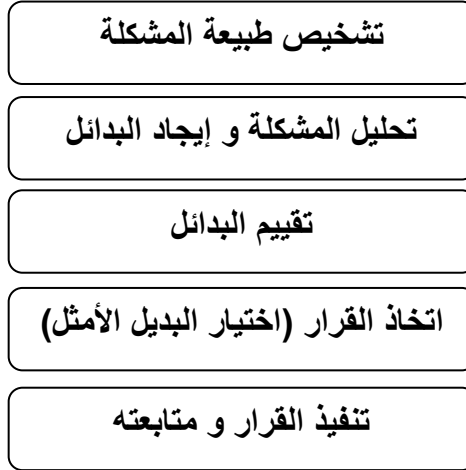 تشخيص طبيعة المشكلة
تحليل المشكلة و إيجاد البدائل
تقييم البدائل
اتخاذ القرار (اختيار البديل الأمثل)
تنفيذ القرار و متابعته